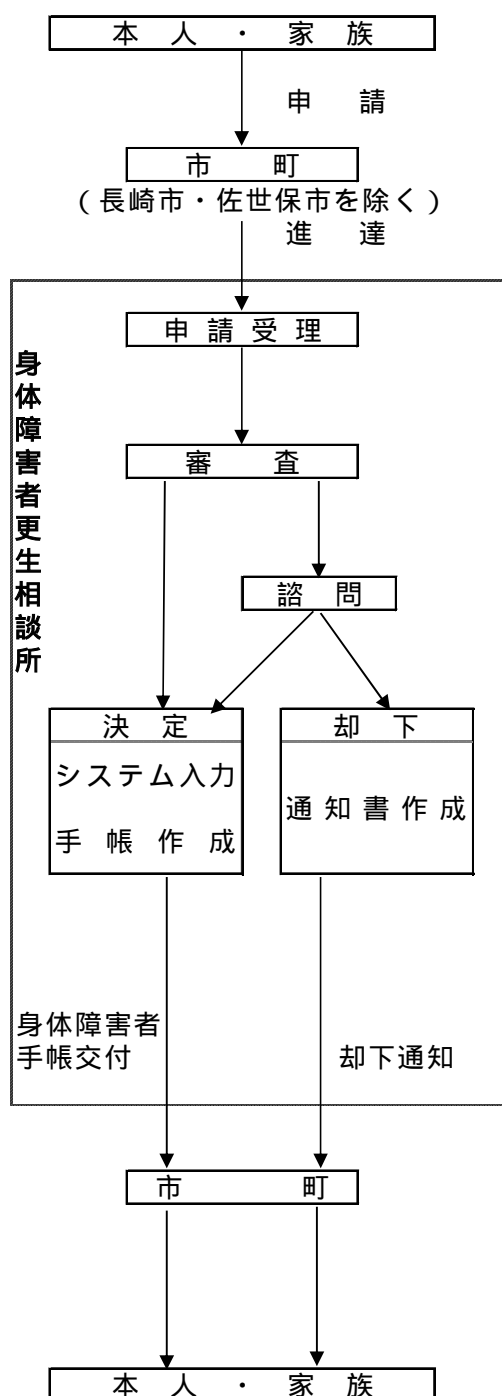 本人・家族
申請
市町
(長崎市・佐世保市を除く)
進達
身体障害者更生相談所
申請受理
審査
諮問
決定
システム入力
手帳作成
却下
通知書作成
身体障害者
手帳交付
却下通知
市町
本人・家族